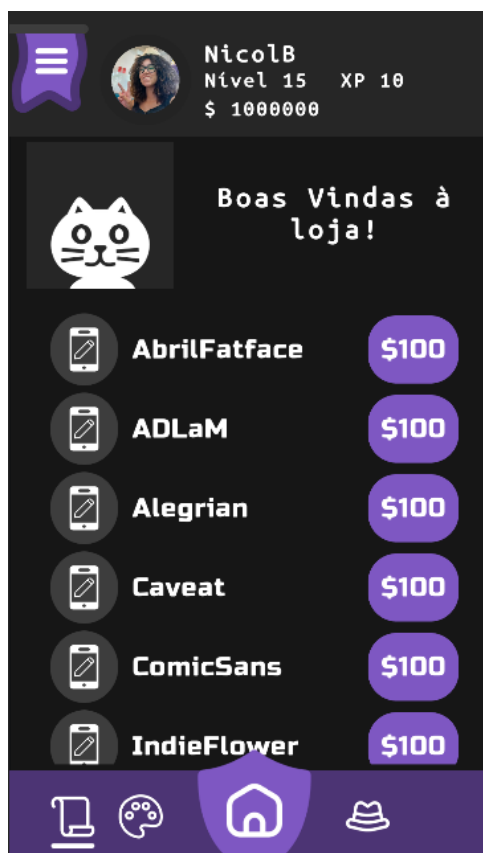 NicolB
Nível 15 XP 10
$ 1000000
Boas Vindas à
loja!
AbrilFatface $100
ADLaM $100
Alegrian $100
Caveat $100
ComicSans $100
IndieFlower $100